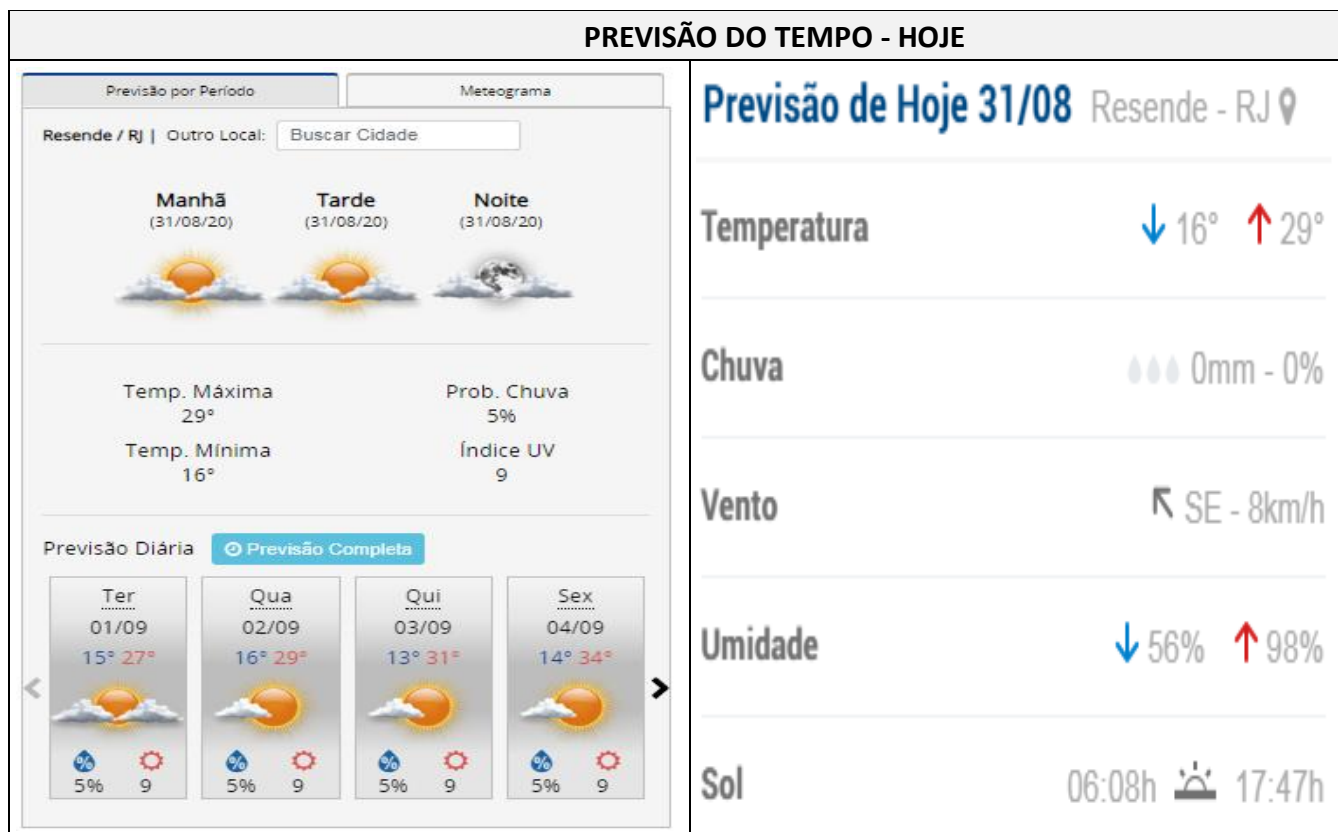 PREVISÃO DO TEMPO - HOJE
Previsão por Período
Meteograma
Resende / RJ | Outro Local: Buscar Cidade
Manhã Tarde Noite
(31/08/20) (31/08/20) (31/08/20)
Temp. Máxima Prob. Chuva
29° 5%
Temp. Mínima Índice UV
16° 9
Previsão Diária Previsão Completa
Ter Qua Qui Sex
01/09 02/09 03/09 04/09
15° 27° 16° 29° 13° 31° 14° 34°
% % % %
5% 9 5% 9 5% 9 5% 9
Previsão de Hoje 31/08 Resende - RJ
Temperatura 16° 29°
Chuva 0mm - 0%
Vento SE - 8km/h
Umidade 56% 98%
Sol 06:08h 17:47h